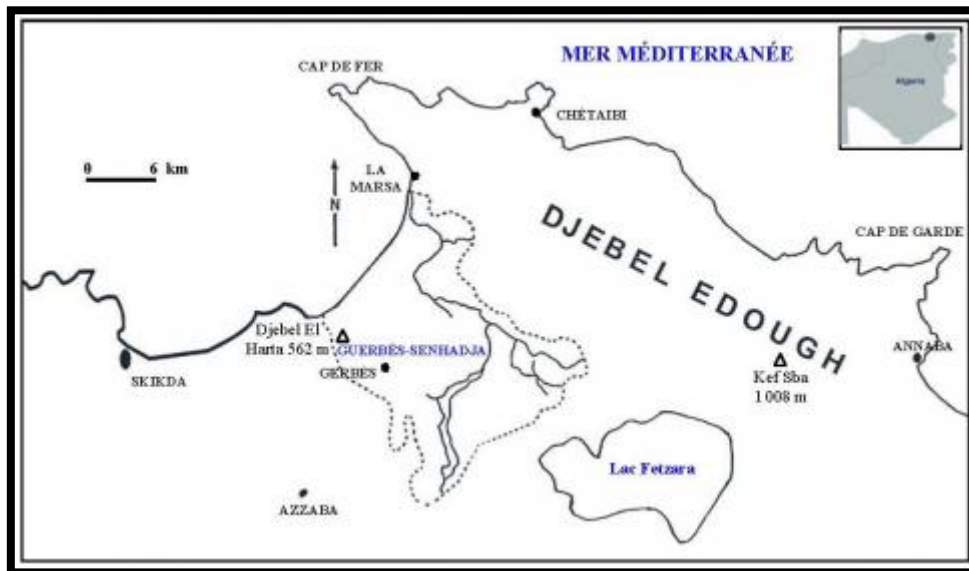 MER MÉDITERRANÉE
Algeria
CAP DE FER
CHÉTAIBI
0 6 km
N
LA
MARSA
DJEBEL EDOUGH
CAP DE GARDE
Djebel El
Harta 562 m
GUERBÈS-SENHADJA
GERBÈS
SKIKDA
ANNABA
Kef Sba
1 008 m
Lac Fetzara
AZZABA